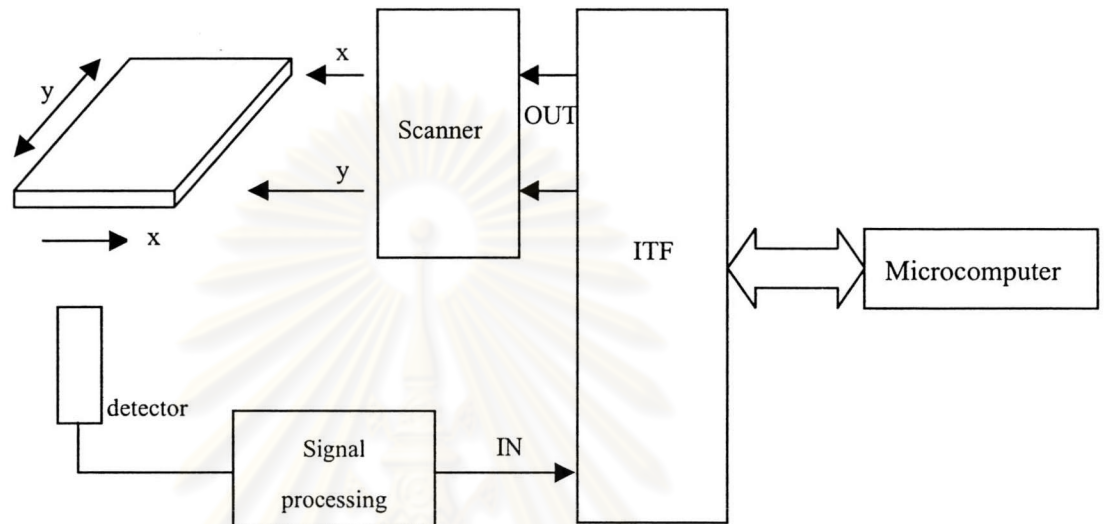 x
y
Scanner
OUT
y
x
ITF
Microcomputer
detector
Signal
processing
IN